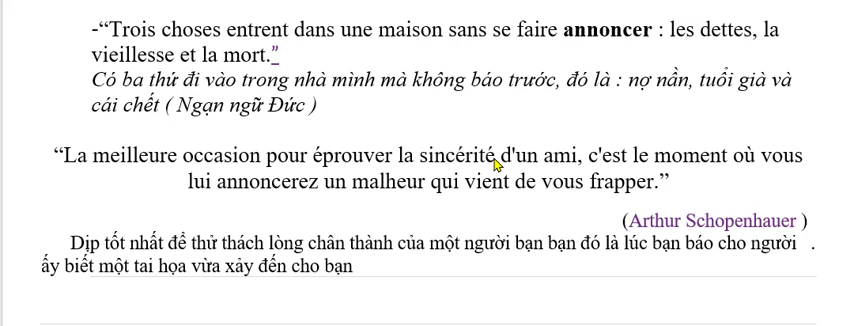 -“Trois choses entrent dans une maison sans se faire annoncer : les dettes, la
vieillesse et la mort.”
Có ba thứ đi vào trong nhà mình mà không báo trước, đó là : nợ nần, tuổi già và
cái chết ( Ngạn ngữ Đức )
“La meilleure occasion pour éprouver la sincérité d'un ami, c'est le moment où vous
lui annoncerez un malheur qui vient de vous frapper.”
(Arthur Schopenhauer )
Dịp tốt nhất để thử thách lòng chân thành của một người bạn bạn đó là lúc bạn báo cho người .
ấy biết một tai họa vừa xảy đến cho bạn